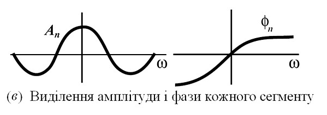 Aₙ
ϕₙ
ω
ω
(в) Виділення амплітуди і фази кожного сегменту